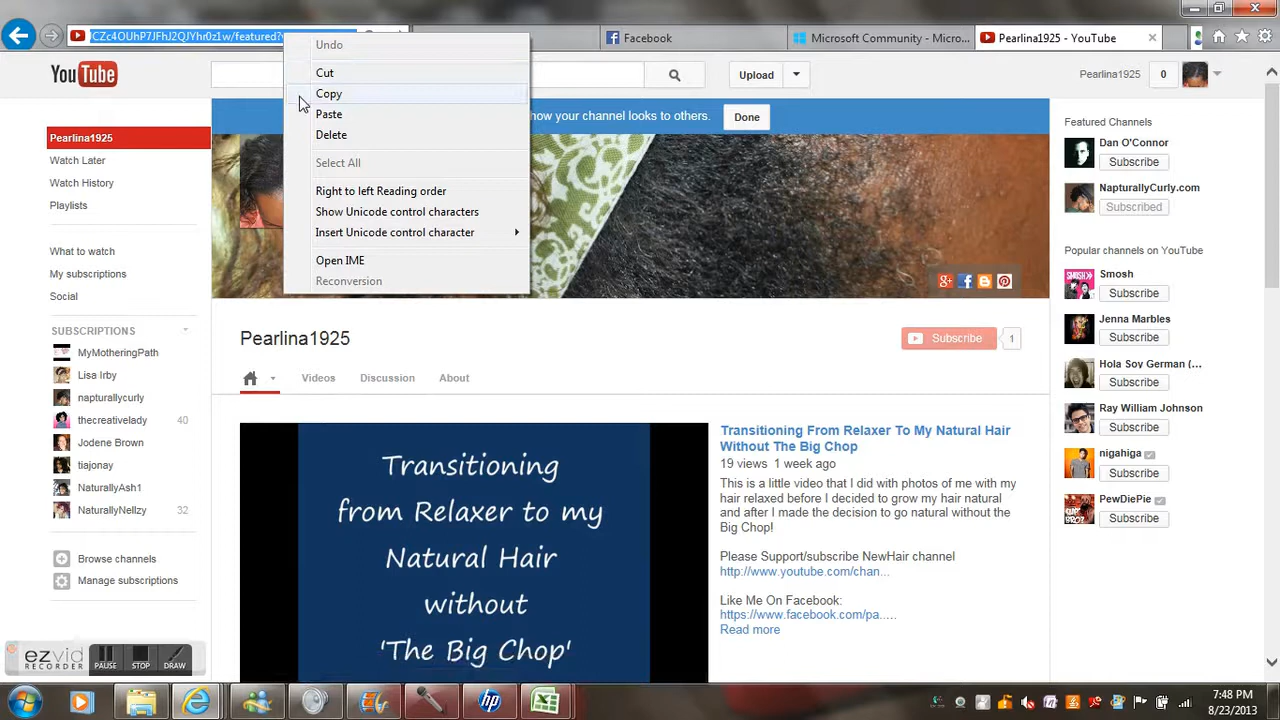 CZc4OUhP7JFhJ2QJYhr0z1w/featured?
Facebook
Microsoft Community - Micro...
Pearlina1925 - YouTube
Undo
Cut
Copy
Paste
Delete
Select All
Right to left Reading order
Show Unicode control characters
Insert Unicode control character
Open IME
Reconversion
YouTube
Upload
Pearlina1925
0
how your channel looks to others.
Done
Pearlina1925
Watch Later
Watch History
Playlists
What to watch
My subscriptions
Social
SUBSCRIPTIONS
MyMotheringPath
Lisa Irby
napturallycurly
thecreativelady 40
Jodene Brown
tiajonay
NaturallyAsh1
NaturallyNellzy 32
Browse channels
Manage subscriptions
Pearlina1925
Subscribe 1
Videos
Discussion
About
Transitioning
from Relaxer to my
Natural Hair
without
'The Big Chop'
Transitioning From Relaxer To My Natural Hair
Without The Big Chop
19 views 1 week ago
This is a little video that I did with photos of me with my
hair relaxed before I decided to grow my hair natural
and after I made the decision to go natural without the
Big Chop!
Please Support/subscribe NewHair channel
http://www.youtube.com/chan...
Like Me On Facebook:
https://www.facebook.com/pa.....
Read more
Featured Channels
Dan O'Connor
Subscribe
NapturallyCurly.com
Subscribed
Popular channels on YouTube
Smosh
Subscribe
Jenna Marbles
Subscribe
Hola Soy German (...
Subscribe
Ray William Johnson
Subscribe
nigahiga
Subscribe
PewDiePie
Subscribe
ezvid
RECORDER
PAUSE
STOP
DRAW
7:48 PM
8/23/2013